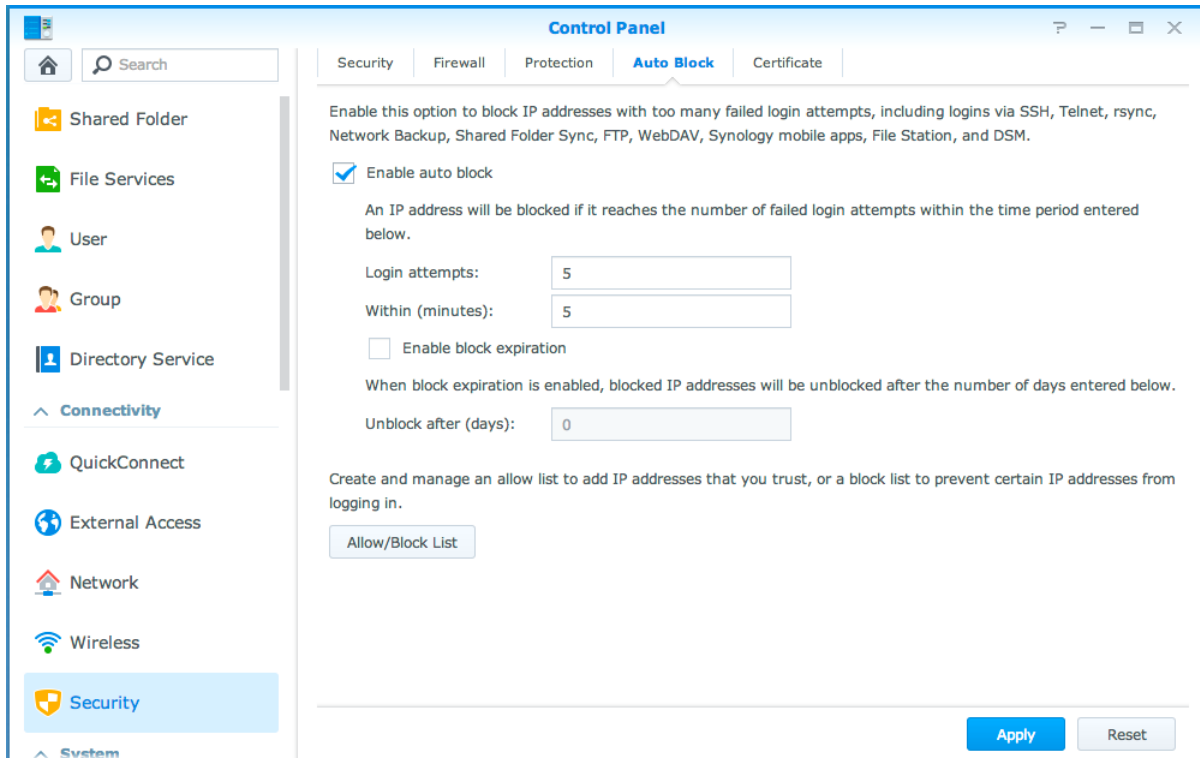 Control Panel
Search
Shared Folder
File Services
User
Group
Directory Service
Connectivity
QuickConnect
External Access
Network
Wireless
Security
System
Security Firewall Protection Auto Block Certificate
Enable this option to block IP addresses with too many failed login attempts, including logins via SSH, Telnet, rsync,
Network Backup, Shared Folder Sync, FTP, WebDAV, Synology mobile apps, File Station, and DSM.
Enable auto block
An IP address will be blocked if it reaches the number of failed login attempts within the time period entered
below.
Login attempts: 5
Within (minutes): 5
Enable block expiration
When block expiration is enabled, blocked IP addresses will be unblocked after the number of days entered below.
Unblock after (days): 0
Create and manage an allow list to add IP addresses that you trust, or a block list to prevent certain IP addresses from
logging in.
Allow/Block List
Apply Reset